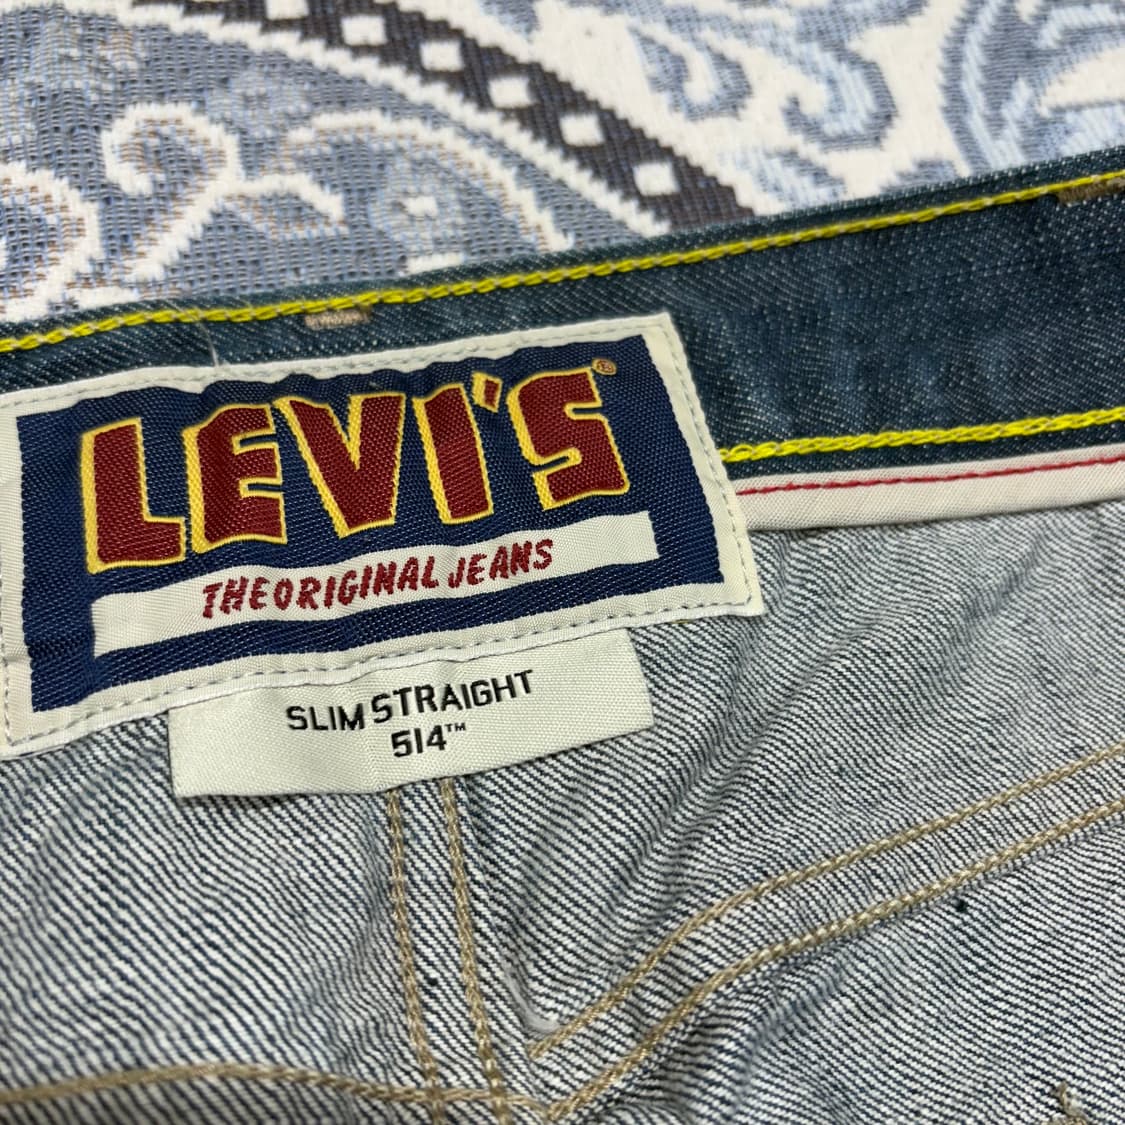 LEVI'S®
THE ORIGINAL JEANS
SLIM STRAIGHT
514™